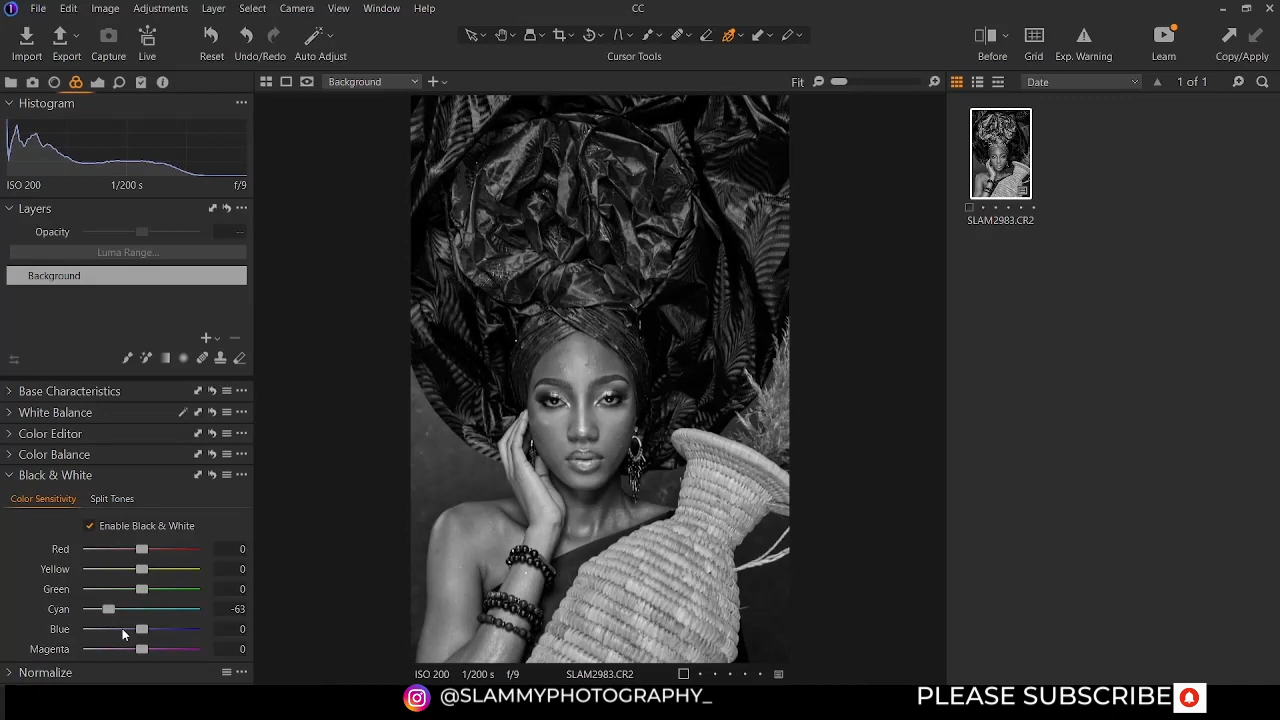 File Edit Image Adjustments Layer Select Camera View Window Help
CC
Import Export Capture Live Reset Undo/Redo Auto Adjust Cursor Tools Before Grid Exp. Warning Learn Copy/Apply
Background Fit Date 1 of 1
Histogram
ISO 200 1/200 s f/9
Layers
Opacity --
Luma Range...
Background
Base Characteristics
White Balance
Color Editor
Color Balance
Black & White
Color Sensitivity Split Tones
Enable Black & White
Red 0
Yellow 0
Green 0
Cyan -63
Blue 0
Magenta 0
Normalize
ISO 200 1/200 s f/9 SLAM2983.CR2
SLAM2983.CR2
@SLAMMYPHOTOGRAPHY_
PLEASE SUBSCRIBE